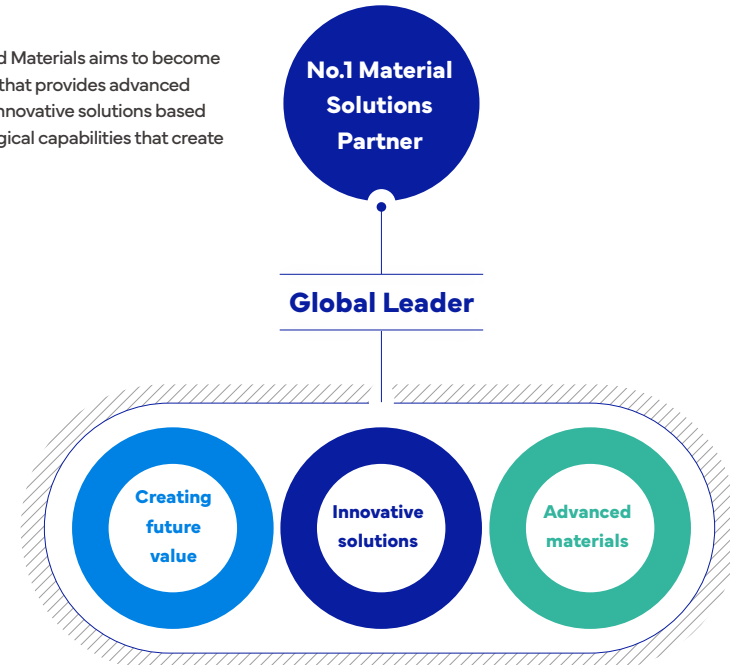 d Materials aims to become
that provides advanced
nnovative solutions based
gical capabilities that create
No.1 Material
Solutions
Partner
Global Leader
Creating
future
value
Innovative
solutions
Advanced
materials